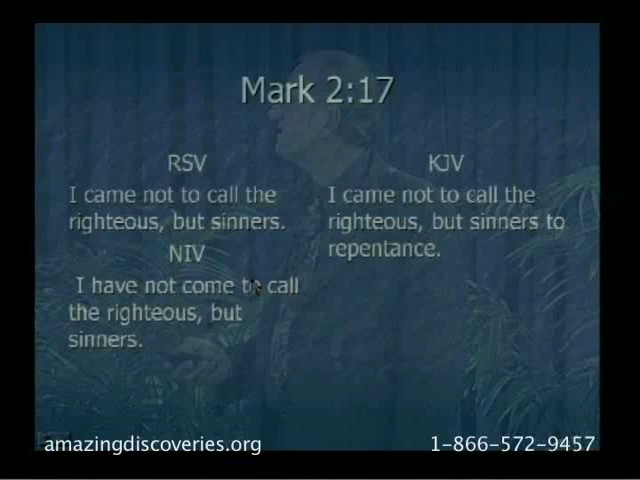 Mark 2:17
RSV
I came not to call the
righteous, but sinners.
NIV
I have not come to call
the righteous, but
sinners.
KJV
I came not to call the
righteous, but sinners to
repentance.
amazingdiscoveries.org
1-866-572-9457